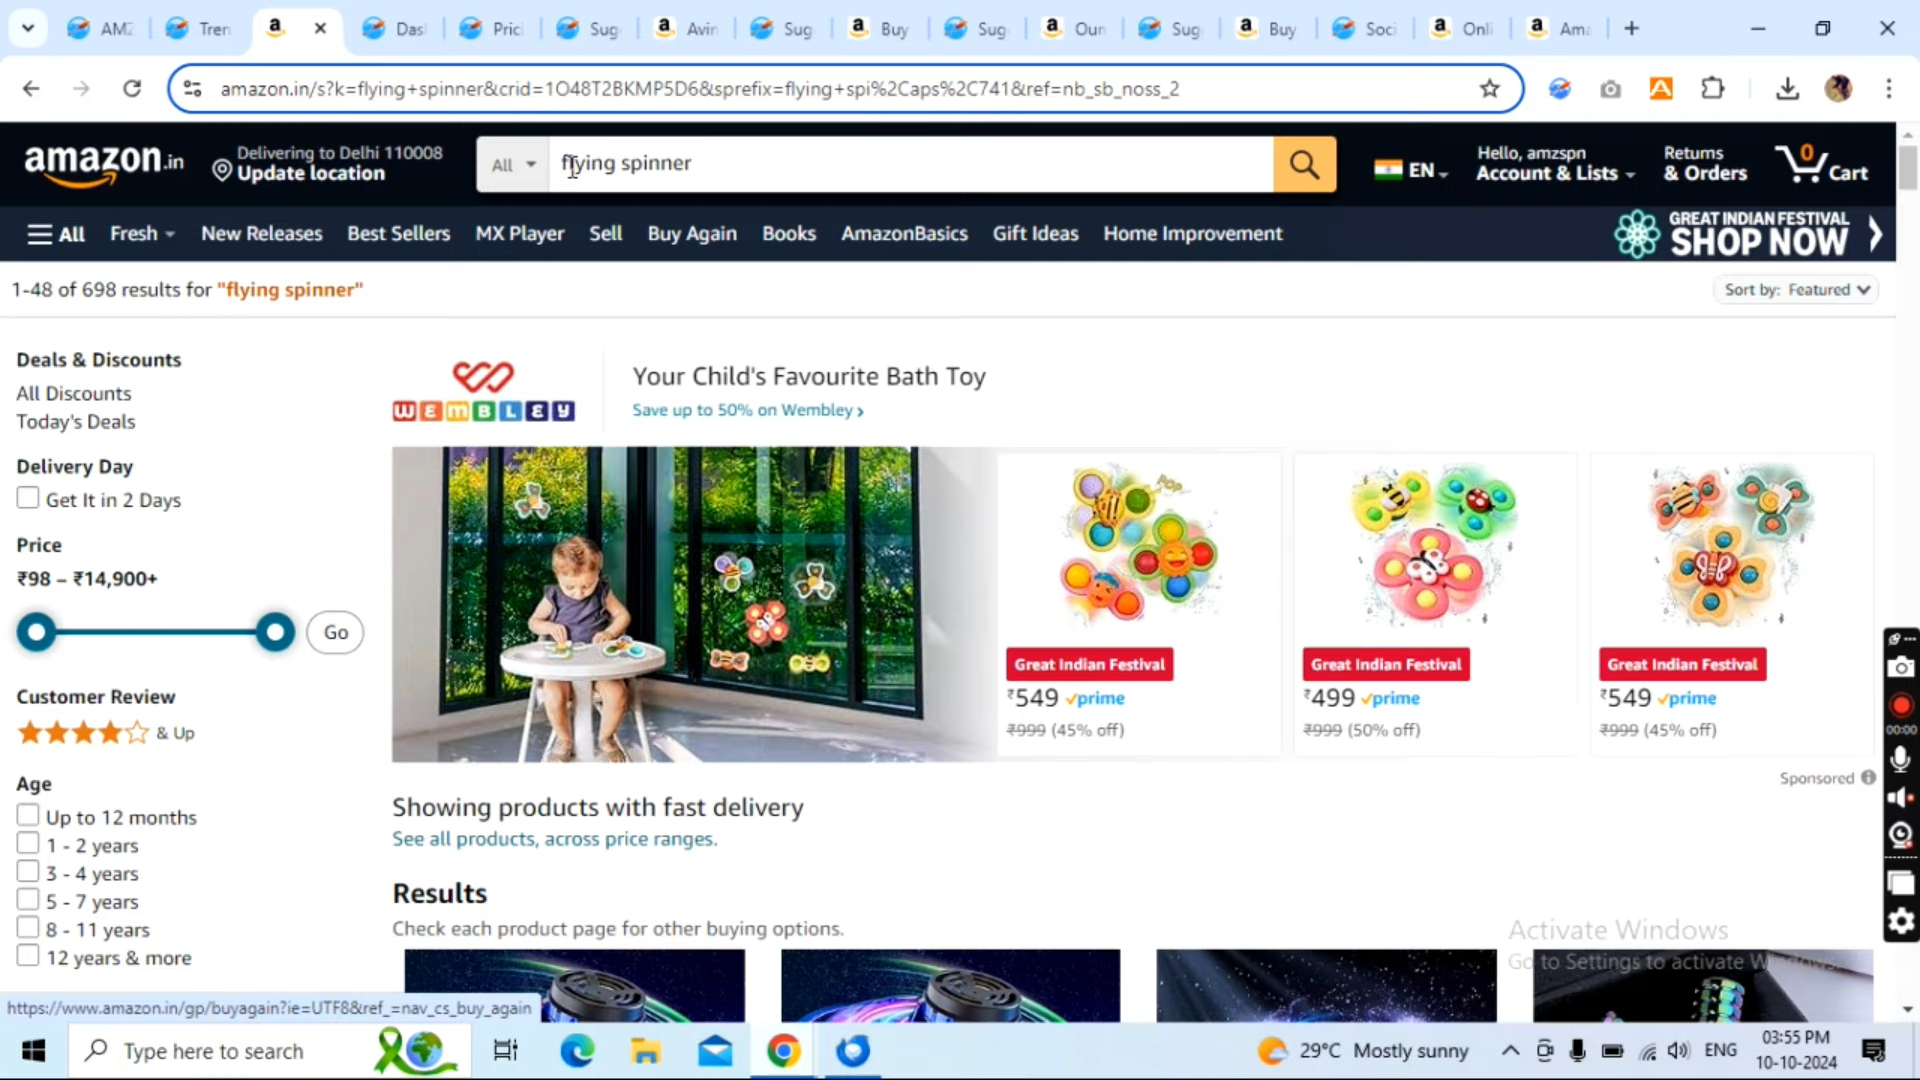 AMZ Tren Das Prici Sug Avin Sug Buy Sug Our Sug Buy Soci Onli Ama
amazon.in/s?k=flying+spinner&crid=1O48T2BKMP5D6&sprefix=flying+spi%2Caps%2C741&ref=nb_sb_noss_2
amazon.in
Delivering to Delhi 110008
Update location
All
flying spinner
EN
Hello, amzspn
Account & Lists
Returns
& Orders
0
Cart
All Fresh New Releases Best Sellers MX Player Sell Buy Again Books AmazonBasics Gift Ideas Home Improvement
GREAT INDIAN FESTIVAL
SHOP NOW
1-48 of 698 results for "flying spinner"
Sort by: Featured
Deals & Discounts
All Discounts
Today's Deals
Delivery Day
Get It in 2 Days
Price
₹98 – ₹14,900+
Go
Customer Review
& Up
Age
Up to 12 months
1 - 2 years
3 - 4 years
5 - 7 years
8 - 11 years
12 years & more
WEMBLEY
Your Child's Favourite Bath Toy
Save up to 50% on Wembley ›
POP
Great Indian Festival
₹549 prime
₹999 (45% off)
Great Indian Festival
₹499 prime
₹999 (50% off)
Great Indian Festival
₹549 prime
₹999 (45% off)
Sponsored
Showing products with fast delivery
See all products, across price ranges.
Results
Check each product page for other buying options.
Activate Windows
Go to Settings to activate Windows.
00:00
https://www.amazon.in/gp/buyagain?ie=UTF8&ref_=nav_cs_buy_again
Type here to search
29°C Mostly sunny
ENG
03:55 PM
10-10-2024